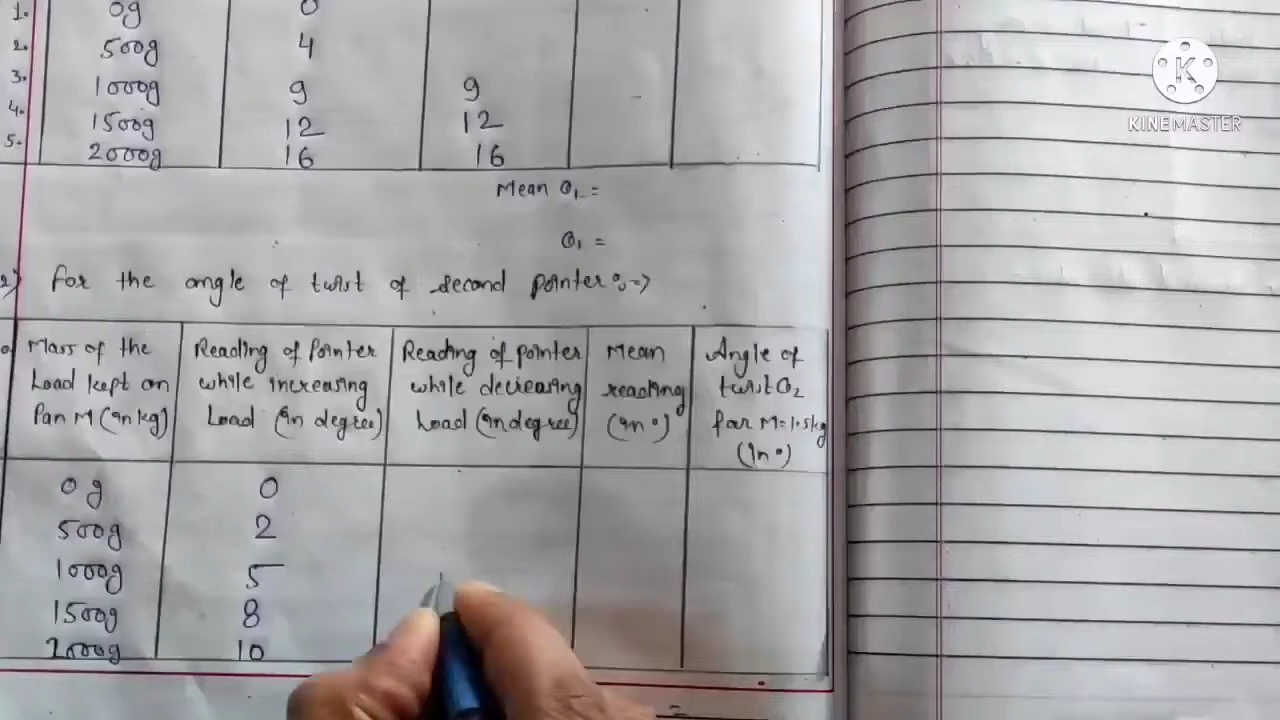 1. 0g 0
2. 500g 4
3. 1000g 9 9
4. 1500g 12 12
5. 2000g 16 16
Mean θ1 =
θ1 =
2) For the angle of twist of second pointer :->
Mass of the Load kept on Pan M (in kg)
Reading of Pointer while increasing Load (in degree)
Reading of pointer while decreasing Load (in degree)
Mean reading (in °)
Angle of twist θ2 for M=1.5kg (in °)
0g 0
500g 2
1000g 5
1500g 8
2000g 10
KINEMASTER